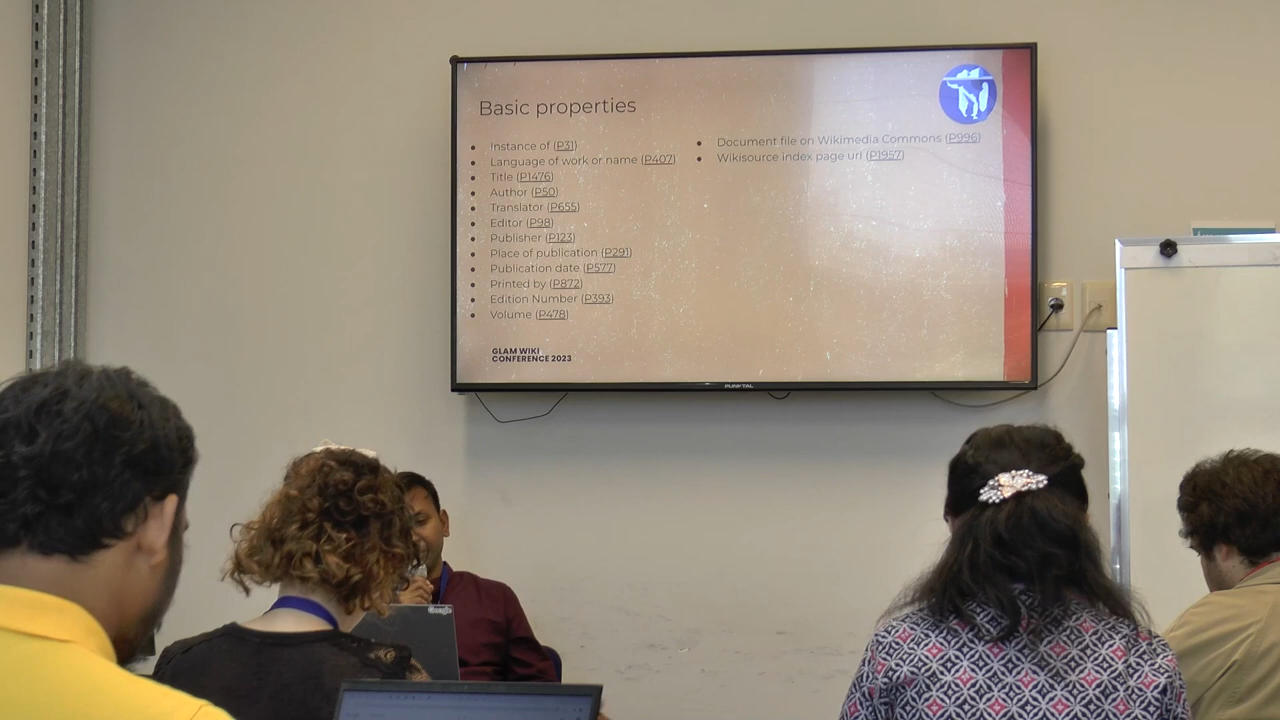 Basic properties
Instance of (P31)
Language of work or name (P407)
Title (P1476)
Author (P50)
Translator (P655)
Editor (P98)
Publisher (P123)
Place of publication (P291)
Publication date (P577)
Printed by (P872)
Edition Number (P393)
Volume (P478)
Document file on Wikimedia Commons (P996)
Wikisource index page url (P1957)
GLAM WIKI
CONFERENCE 2023
PUNKTAL
Google